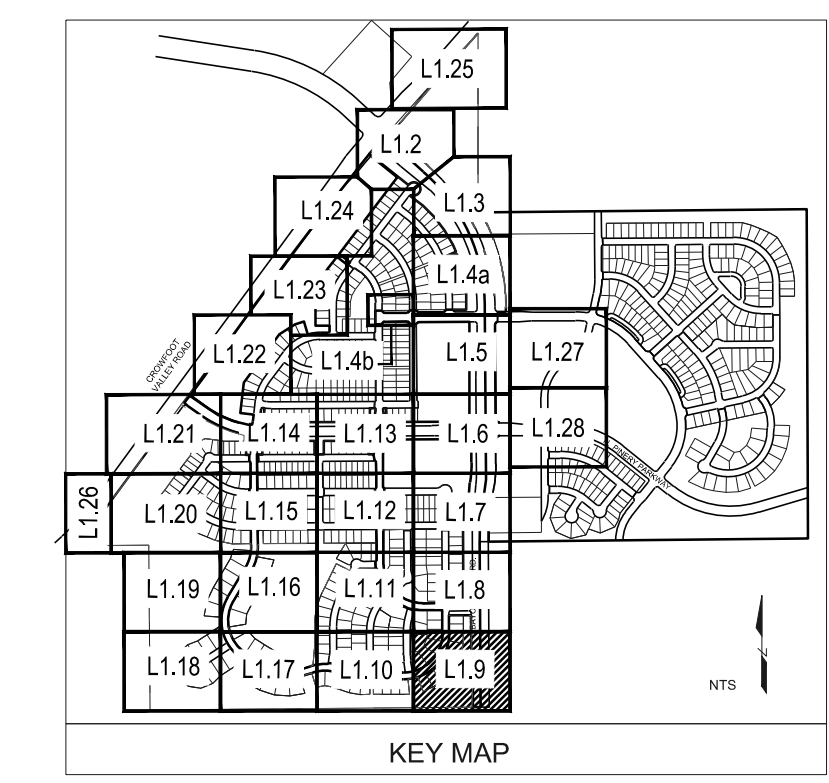 L1.25
L1.2
L1.24
L1.3
L1.23
L1.4a
CROWFOOT
VALLEY ROAD
L1.22
L1.4b
L1.5
L1.27
L1.21
L1.14
L1.13
L1.6
L1.28
PINERY PARKWAY
L1.26
L1.20
L1.15
L1.12
L1.7
L1.19
L1.16
L1.11
L1.8
L1.18
L1.17
L1.10
L1.9
NTS
KEY MAP